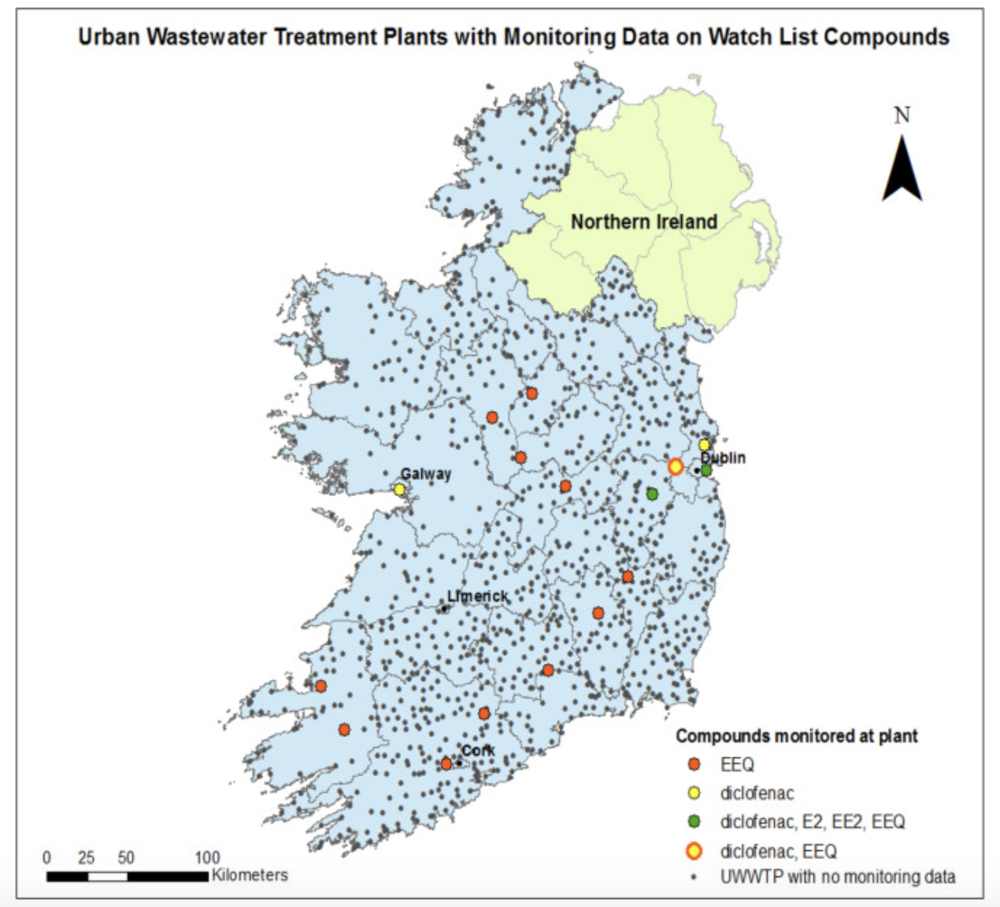 Urban Wastewater Treatment Plants with Monitoring Data on Watch List Compounds
N
Northern Ireland
Dublin
Galway
Limerick
Cork
Compounds monitored at plant
EEQ
diclofenac
diclofenac, E2, EE2, EEQ
diclofenac, EEQ
UWWTP with no monitoring data
0 25 50 100
Kilometers